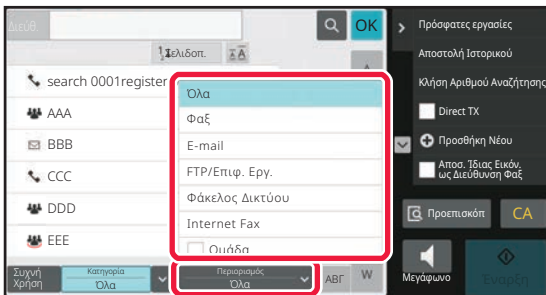 Διεύθ.
OK
1 Σελιδοπ.
search 0001register
AAA
BBB
CCC
DDD
EEE
Όλα
Φαξ
E-mail
FTP/Επιφ. Εργ.
Φάκελος Δικτύου
Internet Fax
Ομάδα
Συχνή
Χρήση
Κατηγορία
Όλα
Περιορισμός
Όλα
ΑΒΓ
W
Πρόσφατες εργασίες
Αποστολή Ιστορικού
Κλήση Αριθμού Αναζήτησης
Direct TX
Προσθήκη Νέου
Αποσ. Ίδιας Εικόν.
ως Διεύθυνση Φαξ
Προεπισκόπ
CA
Μεγάφωνο
Έναρξη